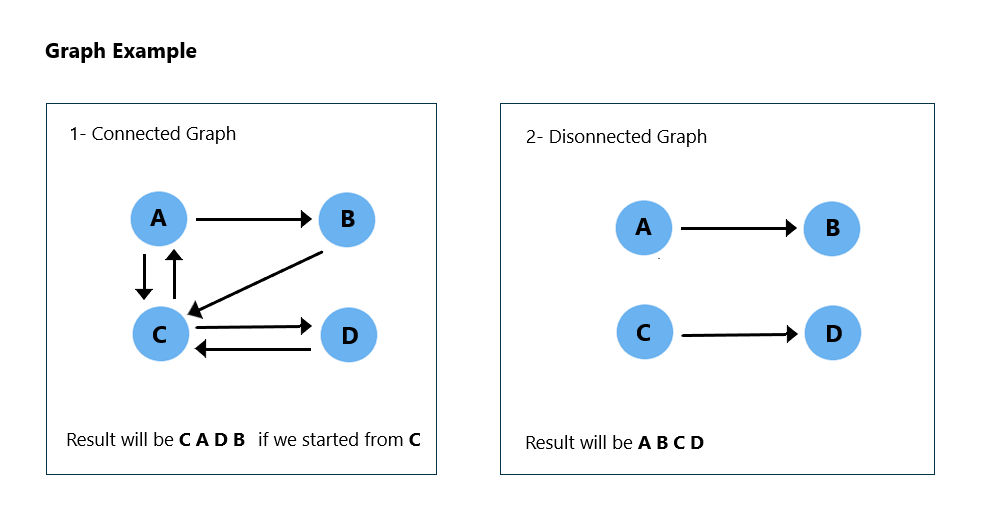 Graph Example
1- Connected Graph
A
B
C
D
Result will be C A D B if we started from C
2- Disonnected Graph
A
B
C
D
Result will be A B C D